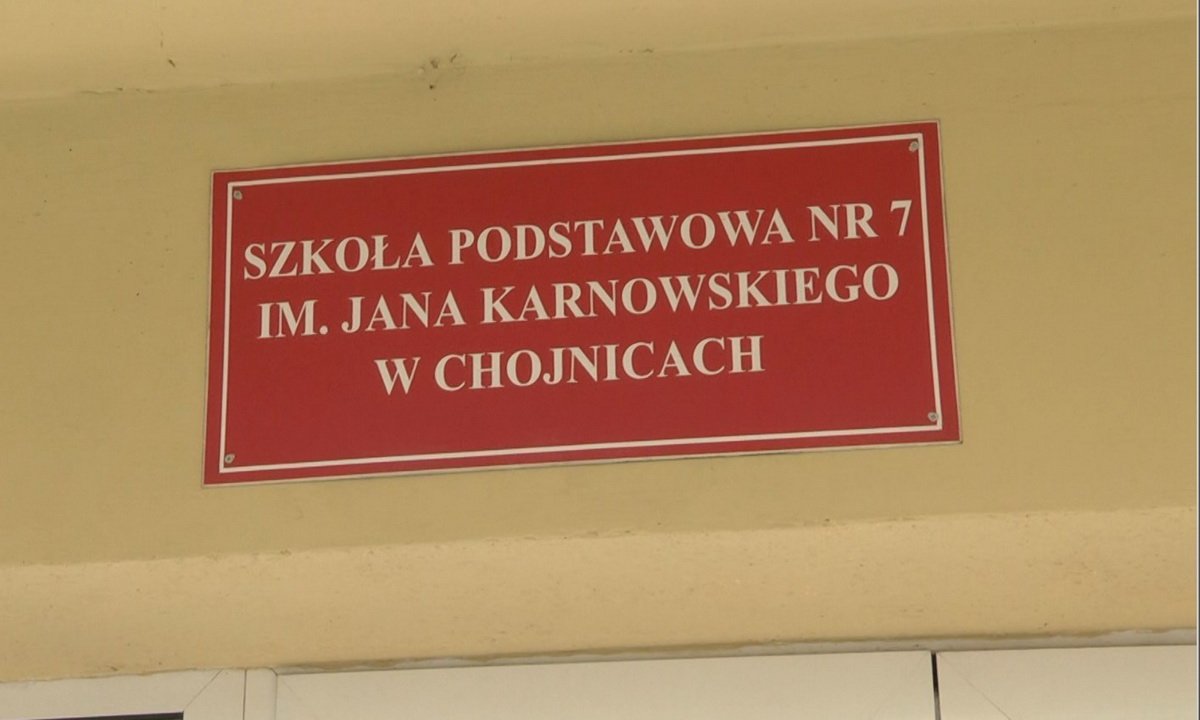 SZKOŁA PODSTAWOWA NR 7
IM. JANA KARNOWSKIEGO
W CHOJNICACH